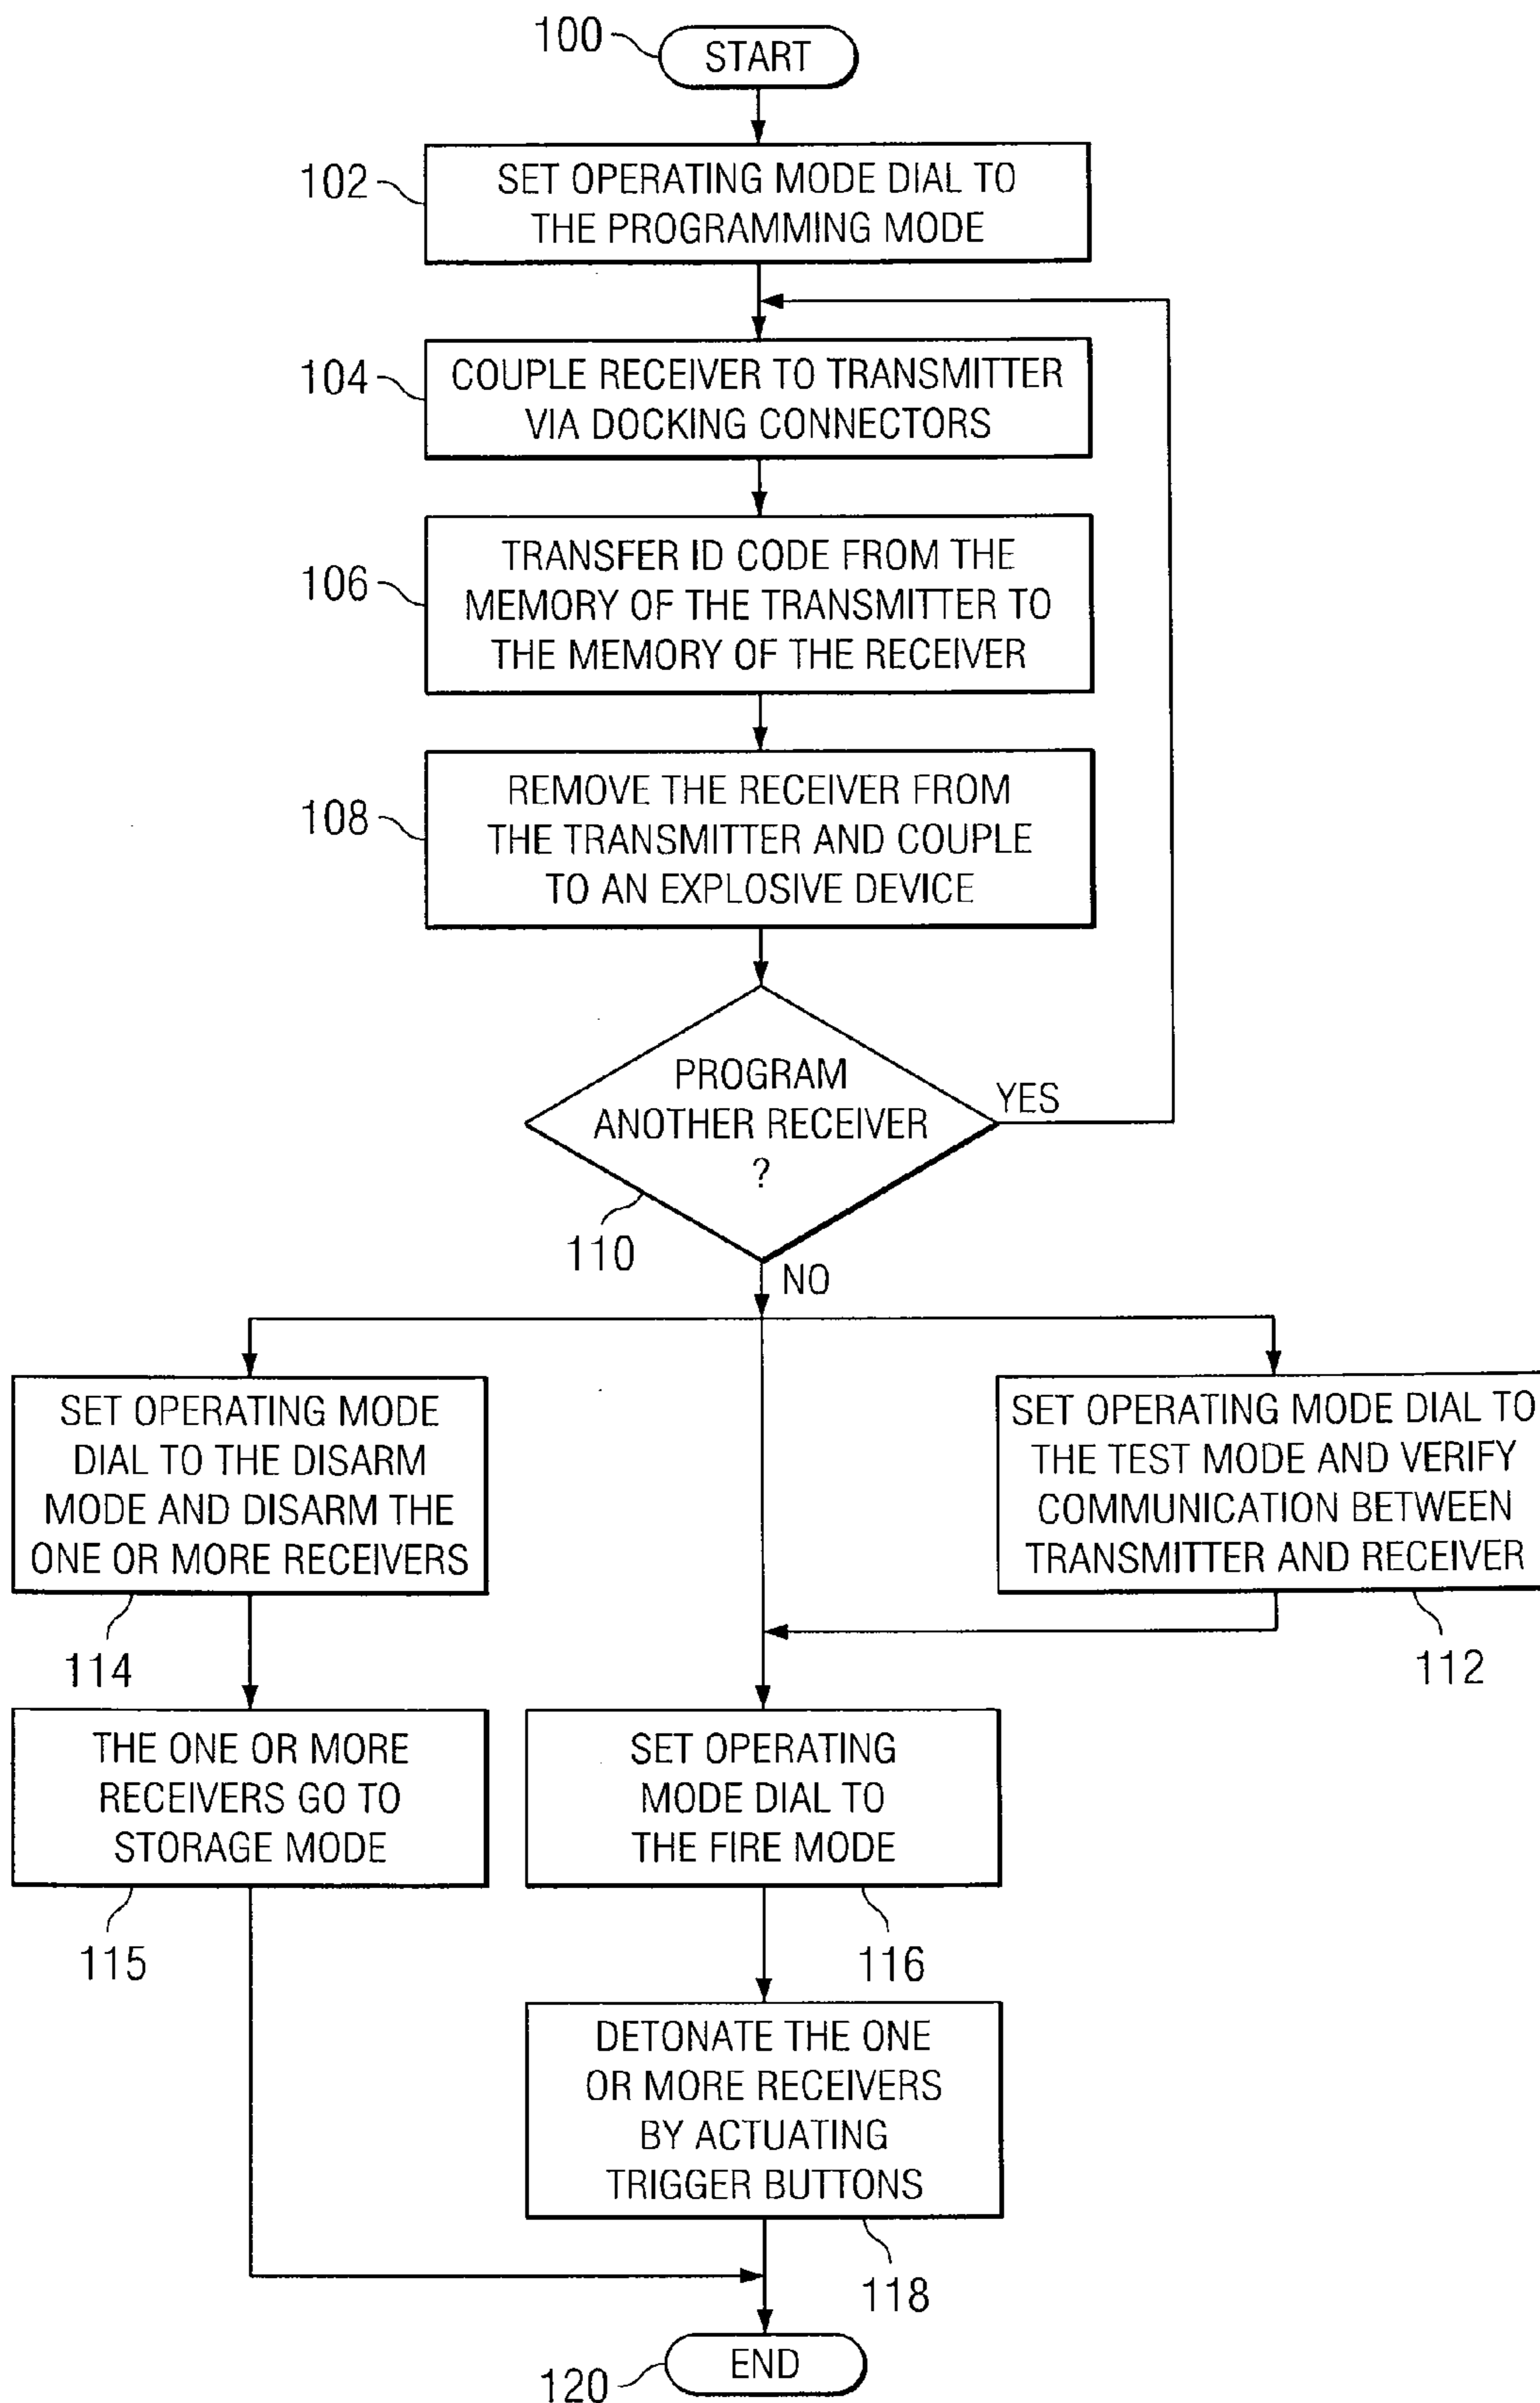 100
START
102
SET OPERATING MODE DIAL TO
THE PROGRAMMING MODE
104
COUPLE RECEIVER TO TRANSMITTER
VIA DOCKING CONNECTORS
106
TRANSFER ID CODE FROM THE
MEMORY OF THE TRANSMITTER TO
THE MEMORY OF THE RECEIVER
108
REMOVE THE RECEIVER FROM
THE TRANSMITTER AND COUPLE
TO AN EXPLOSIVE DEVICE
PROGRAM
ANOTHER RECEIVER
?
YES
110
NO
SET OPERATING MODE
DIAL TO THE DISARM
MODE AND DISARM THE
ONE OR MORE RECEIVERS
114
SET OPERATING MODE DIAL TO
THE TEST MODE AND VERIFY
COMMUNICATION BETWEEN
TRANSMITTER AND RECEIVER
112
THE ONE OR MORE
RECEIVERS GO TO
STORAGE MODE
115
SET OPERATING
MODE DIAL TO
THE FIRE MODE
116
DETONATE THE ONE
OR MORE RECEIVERS
BY ACTUATING
TRIGGER BUTTONS
118
120
END